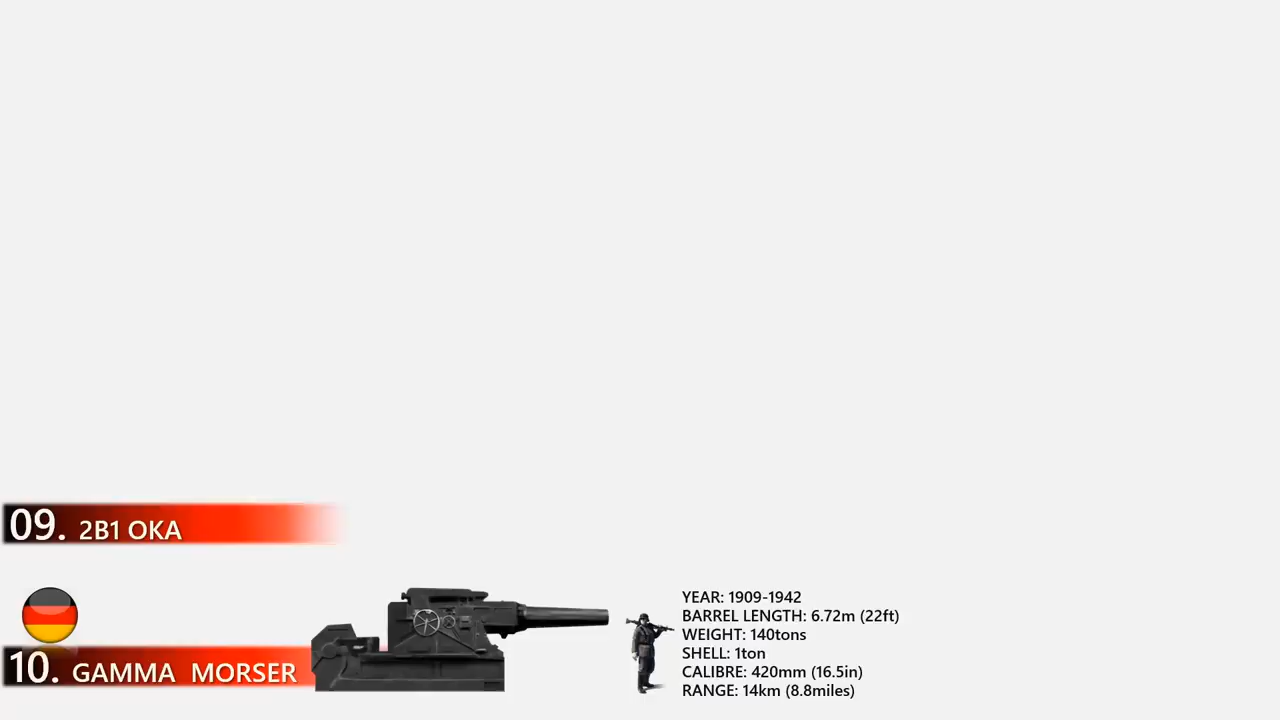 09. 2B1 OKA
10. GAMMA MORSER
YEAR: 1909-1942
BARREL LENGTH: 6.72m (22ft)
WEIGHT: 140tons
SHELL: 1ton
CALIBRE: 420mm (16.5in)
RANGE: 14km (8.8miles)